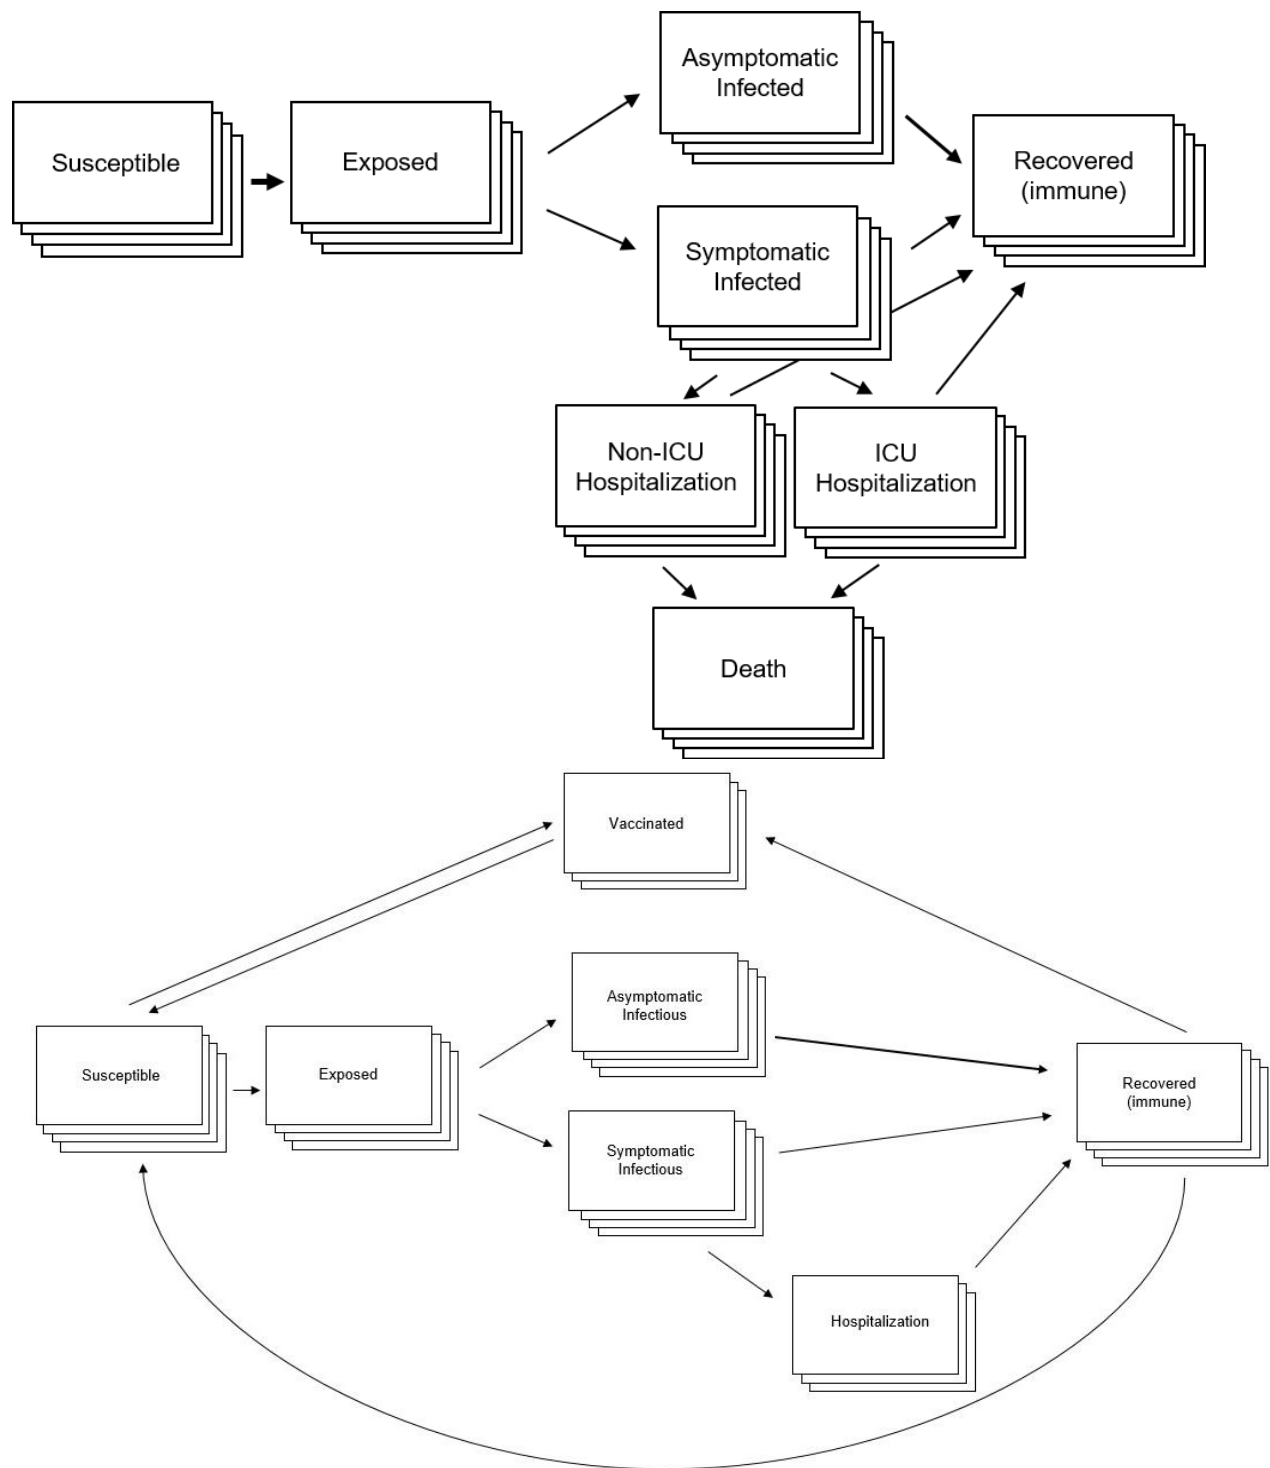 Asymptomatic
Infected
Susceptible
Exposed
Recovered
(immune)
Symptomatic
Infected
Non-ICU
Hospitalization
ICU
Hospitalization
Death
Vaccinated
Asymptomatic
Infectious
Susceptible
Exposed
Recovered
(immune)
Symptomatic
Infectious
Hospitalization